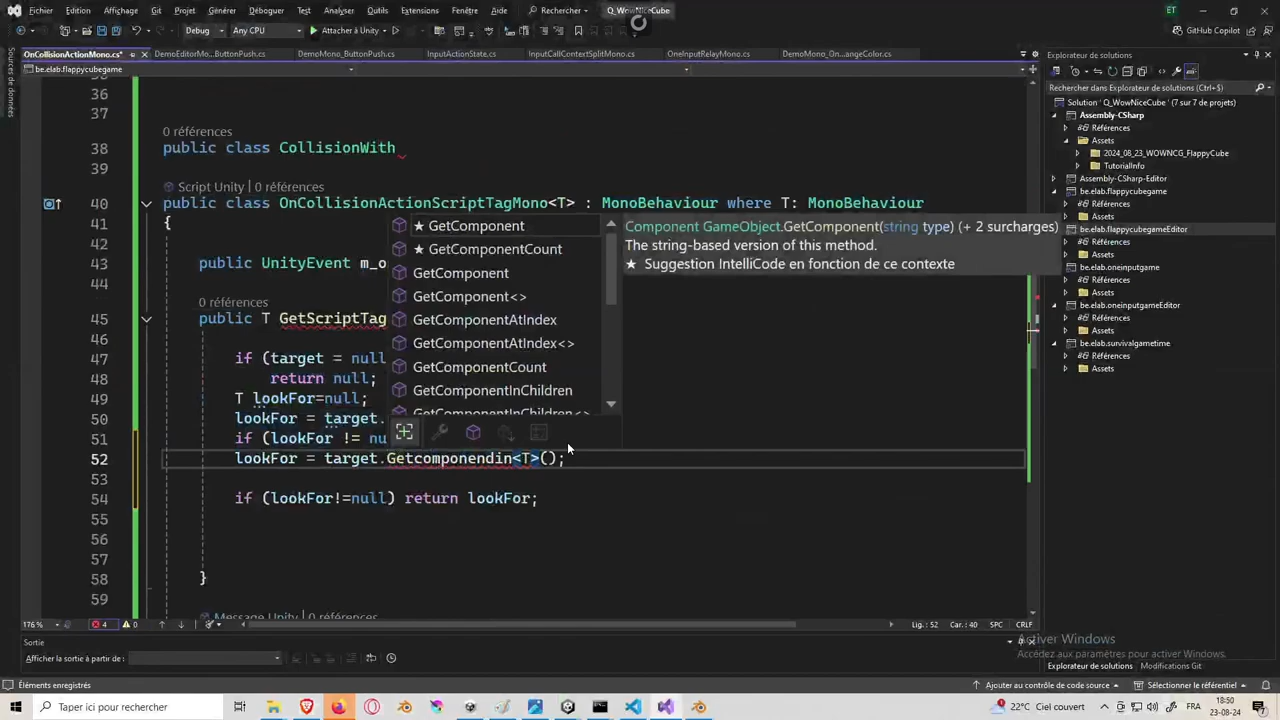 Fichier Edition Affichage Git Projet Générer Déboguer Test Analyser Outils Extensions Fenêtre Aide Rechercher Q_WowNiceCube ET
Debug Any CPU Attacher à Unity GitHub Copilot
OnCollisionActionMono.cs* DemoEditorMo...ButtonPush.cs DemoMono_ButtonPush.cs InputActionState.cs InputCallContextSplitMono.cs OneInputRelayMono.cs DemoMono_On...angeColor.cs Explorateur de solutions
be.elab.flappycubegame
Sources de données
Rechercher dans Explorateur de solutions (Ctrl+$)
Solution 'Q_WowNiceCube' (7 sur 7 de projets)
Assembly-CSharp
Références
Assets
2024_08_23_WOWNCG_FlappyCube
TutorialInfo
Assembly-CSharp-Editor
be.elab.flappycubegame
Références
Assets
be.elab.flappycubegameEditor
Références
Assets
be.elab.oneinputgame
Références
Assets
be.elab.oneinputgameEditor
Références
Assets
be.elab.survivalgametime
Références
Assets
36
37
0 références
38 public class CollisionWith
39
Script Unity | 0 références
40 public class OnCollisionActionScriptTagMono<T> : MonoBehaviour where T: MonoBehaviour
41 {
42
43 public UnityEvent m_o
44
0 références
45 public T GetScriptTag
46
47 if (target = null
48 return null;
49 T lookFor=null;
50 lookFor = target.
51 if (lookFor != nu
52 lookFor = target.Getcomponendin<T>();
53
54 if (lookFor!=null) return lookFor;
55
56
57
58 }
59
Message Unity | 0 références
★ GetComponent
★ GetComponentCount
GetComponent
GetComponent<>
GetComponentAtIndex
GetComponentAtIndex<>
GetComponentCount
GetComponentInChildren
GetComponentInChildren<>
Component GameObject.GetComponent(string type) (+ 2 surcharges)
The string-based version of this method.
★ Suggestion IntelliCode en fonction de ce contexte
176 % 4 0 Lig : 52 Car : 40 SPC CRLF
Sortie
Afficher la sortie à partir de :
Activer Windows
Accédez aux paramètres pour activer Windows.
Explorateur de solutions Modifications Git
Éléments enregistrés Ajouter au contrôle de code source Sélectionner le référentiel
Taper ici pour rechercher 22°C Ciel couvert FRA 18:50
23-08-24